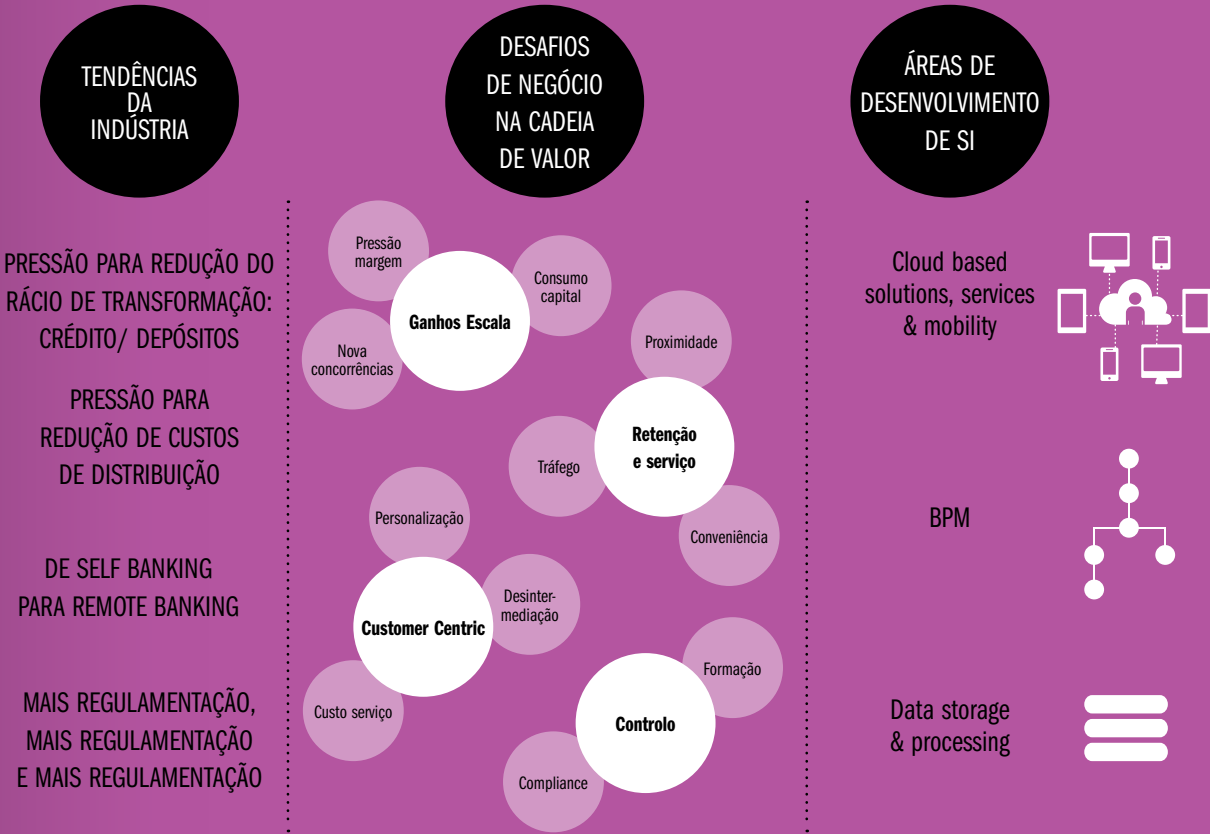 TENDÊNCIAS
DA
INDÚSTRIA
DESAFIOS
DE NEGÓCIO
NA CADEIA
DE VALOR
ÁREAS DE
DESENVOLVIMENTO
DE SI
PRESSÃO PARA REDUÇÃO DO
RÁCIO DE TRANSFORMAÇÃO:
CRÉDITO/ DEPÓSITOS
PRESSÃO PARA
REDUÇÃO DE CUSTOS
DE DISTRIBUIÇÃO
DE SELF BANKING
PARA REMOTE BANKING
MAIS REGULAMENTAÇÃO,
MAIS REGULAMENTAÇÃO
E MAIS REGULAMENTAÇÃO
Pressão
margem
Consumo
capital
Ganhos Escala
Nova
concorrências
Proximidade
Retenção
e serviço
Tráfego
Conveniência
Personalização
Desinter-
mediação
Customer Centric
Custo serviço
Formação
Controlo
Compliance
Cloud based
solutions, services
& mobility
BPM
Data storage
& processing